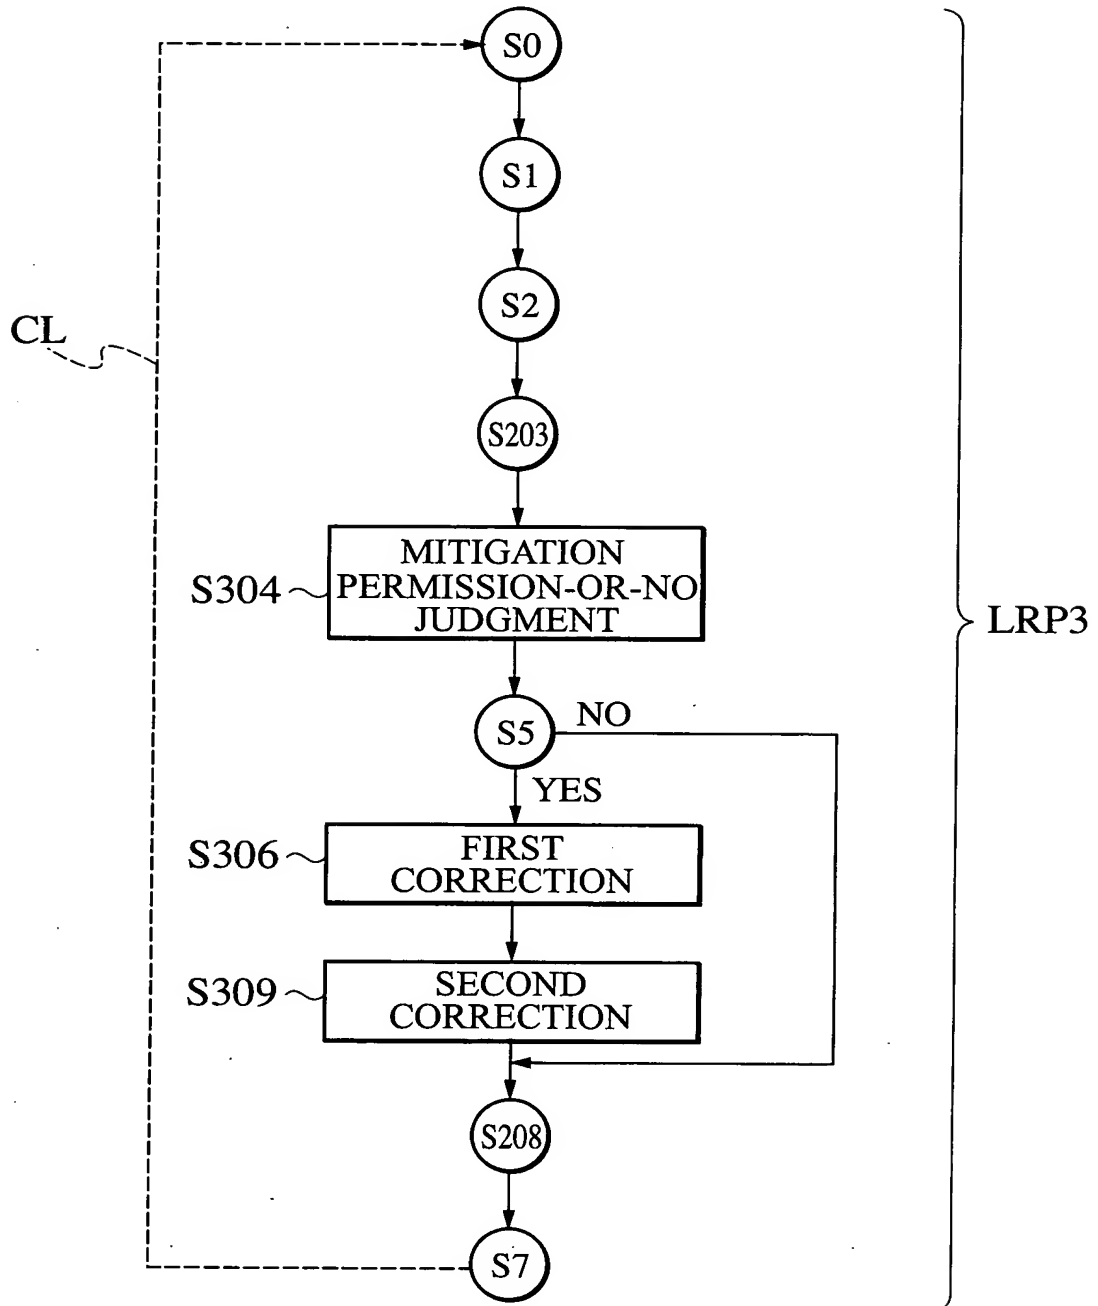 S0
S1
S2
CL
S203
S304
MITIGATION
PERMISSION-OR-NO
JUDGMENT
LRP3
S5
NO
YES
S306
FIRST
CORRECTION
S309
SECOND
CORRECTION
S208
S7